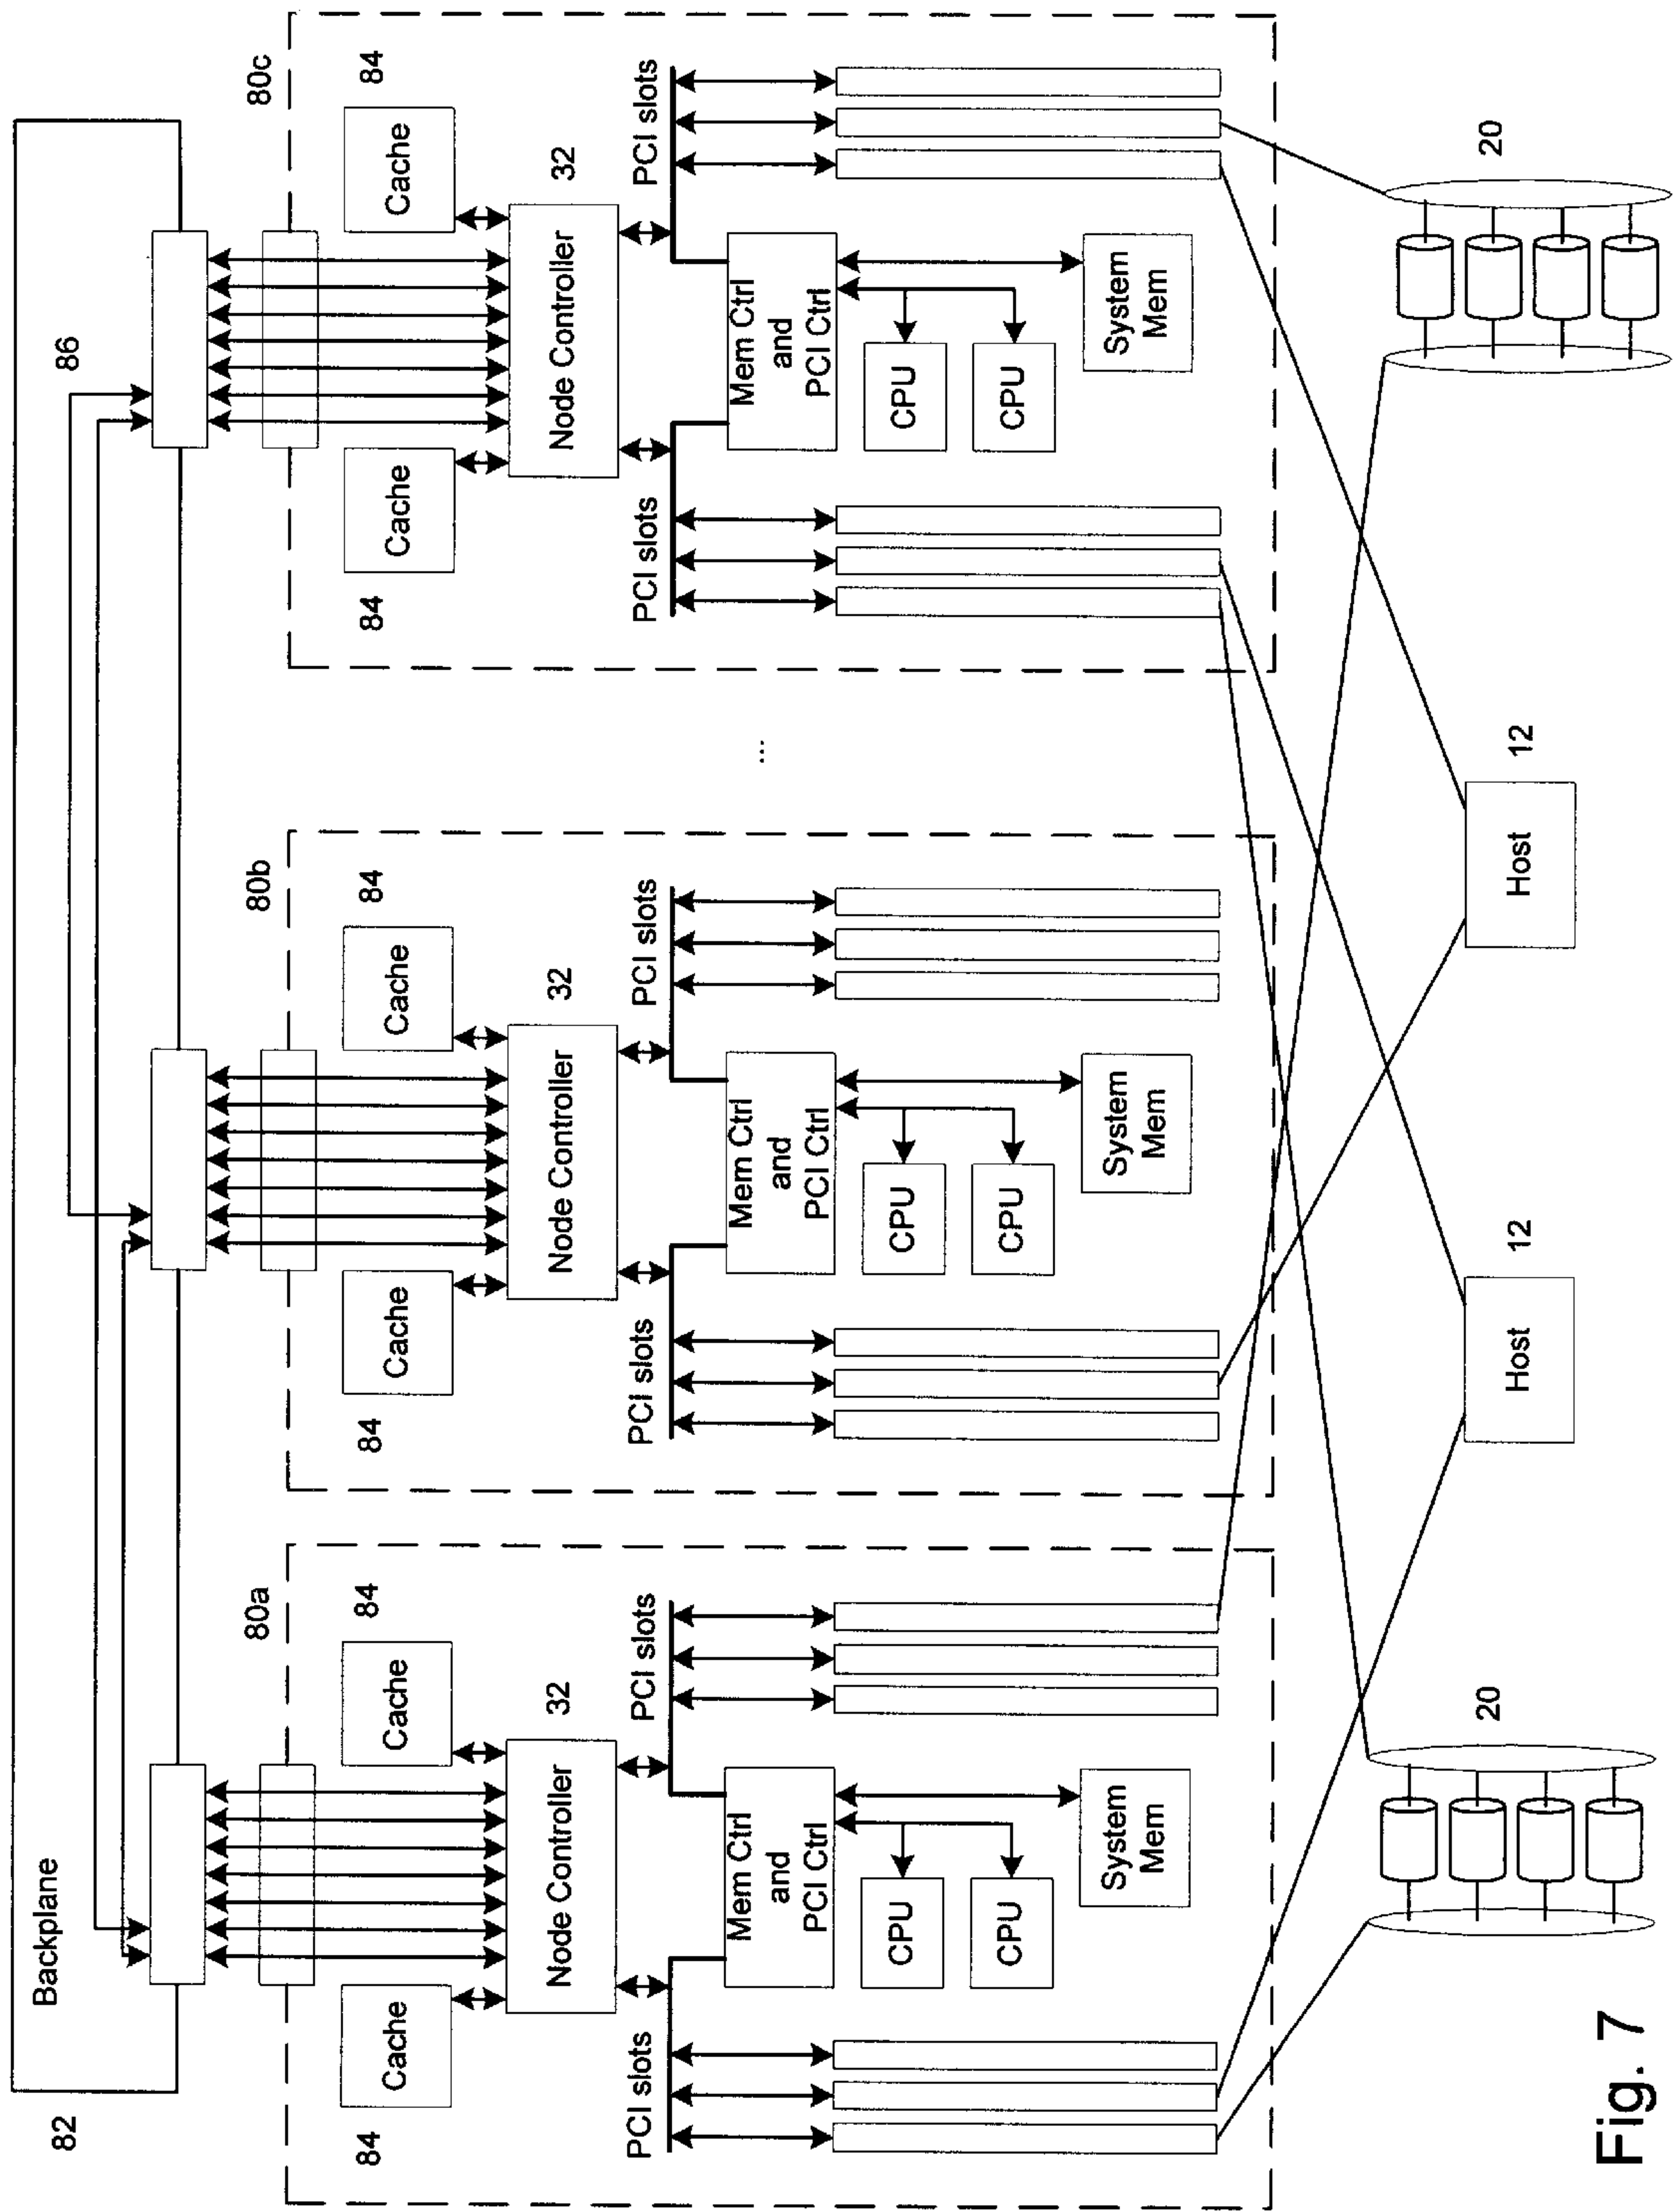 82
Backplane
86
80a
80b
80c
84
Cache
Cache
84
84
Cache
Cache
84
84
Cache
Cache
84
Node Controller
32
Node Controller
32
Node Controller
32
PCI slots
PCI slots
PCI slots
PCI slots
PCI slots
PCI slots
Mem Ctrl
and
PCI Ctrl
Mem Ctrl
and
PCI Ctrl
Mem Ctrl
and
PCI Ctrl
...
CPU
CPU
CPU
CPU
CPU
CPU
System
Mem
System
Mem
System
Mem
20
Host
12
Host
12
20
Fig. 7